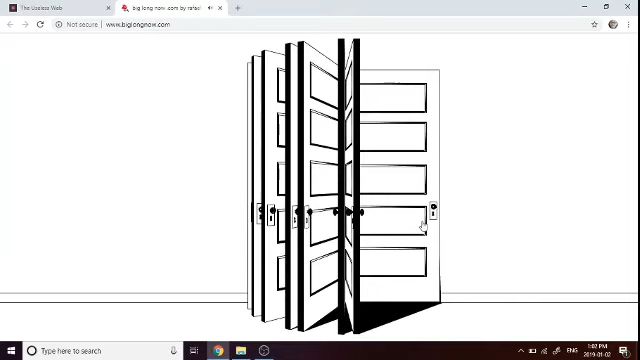 The Useless Web
big long now .com by rafaël
Not secure | www.biglongnow.com
Type here to search
ENG
1:02 PM
2019-01-02